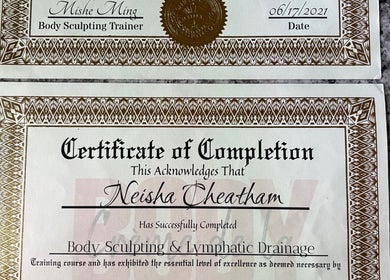 Mishe Ming 06/17/2021
Body Sculpting Trainer Date
Certificate of Completion
This Acknowledges That
Neisha Cheatham
Has Successfully Completed
Body Sculpting & Lymphatic Drainage
Training course and has exhibited the essential level of excellence as deemed necessary by